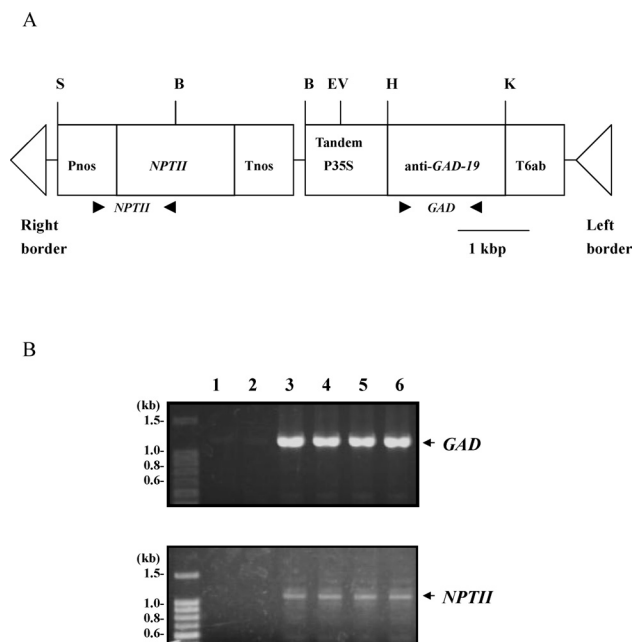 A
S B B EV H K
Pnos NPTII Tnos Tandem P35S anti-GAD-19 T6ab
NPTII GAD
Right border
1 kbp
Left border
B
1 2 3 4 5 6
(kb)
1.5-
1.0-
0.8-
0.6-
GAD
(kb)
1.5-
1.0-
0.8-
0.6-
NPTII